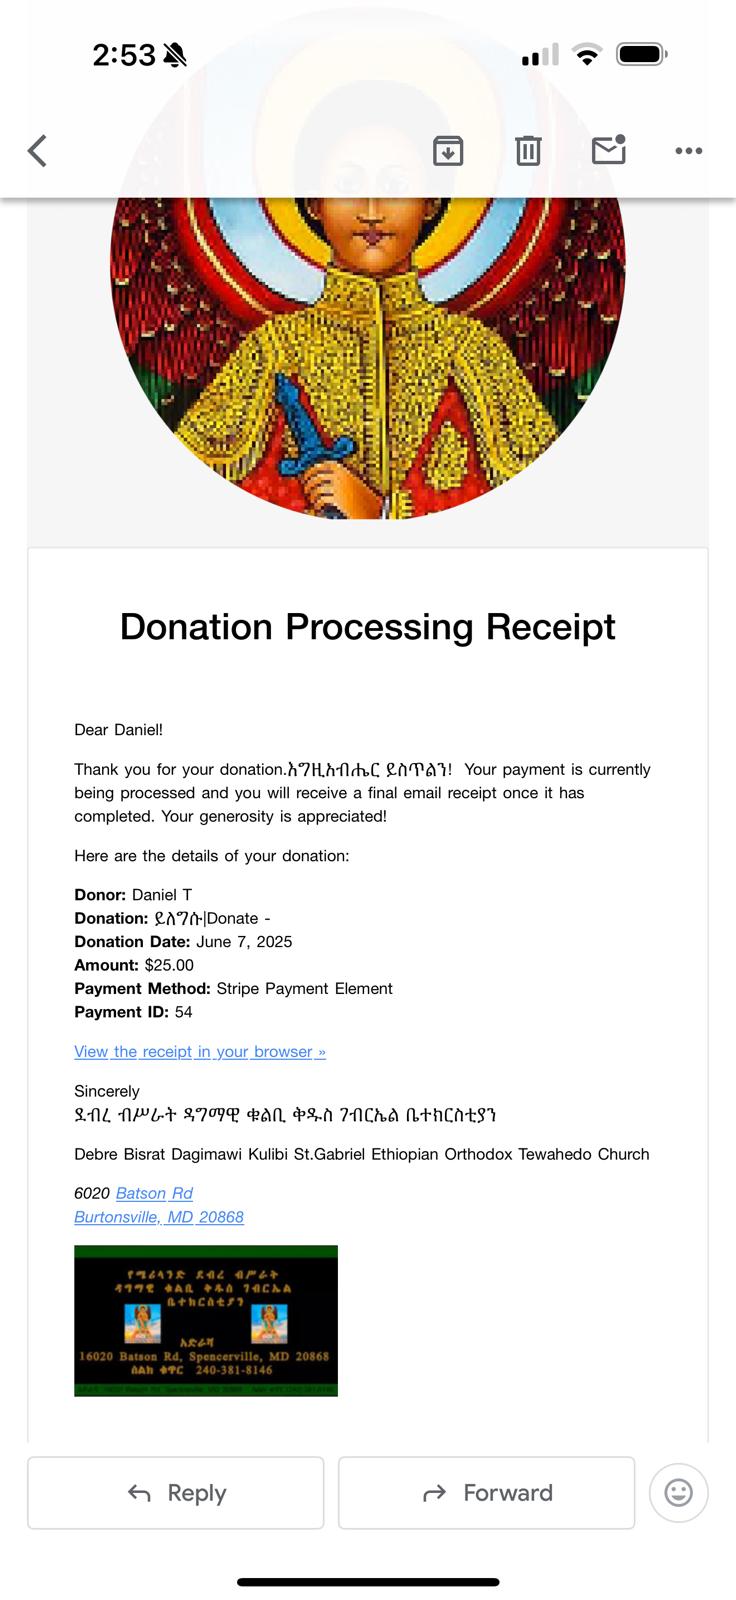 2:53
Donation Processing Receipt
Dear Daniel!
Thank you for your donation.እግዚአብሔር ይስጥልን!  Your payment is currently
being processed and you will receive a final email receipt once it has
completed. Your generosity is appreciated!
Here are the details of your donation:
Donor: Daniel T
Donation: ይለግሱ|Donate -
Donation Date: June 7, 2025
Amount: $25.00
Payment Method: Stripe Payment Element
Payment ID: 54
View the receipt in your browser »
Sincerely
ደብረ ብሥራት ዳግማዊ ቁልቢ ቅዱስ ገብርኤል ቤተክርስቲያን
Debre Bisrat Dagimawi Kulibi St.Gabriel Ethiopian Orthodox Tewahedo Church
6020 Batson Rd
Burtonsville, MD 20868
የሜሪላንድ ደብረ ብሥራት
ዳግማዊ ቁልቢ ቅዱስ ገብርኤል
ቤተክርስቲያን
አድራሻ
16020 Batson Rd, Spencerville, MD 20868
ስልክ ቁዋር 240-381-8146
Reply
Forward